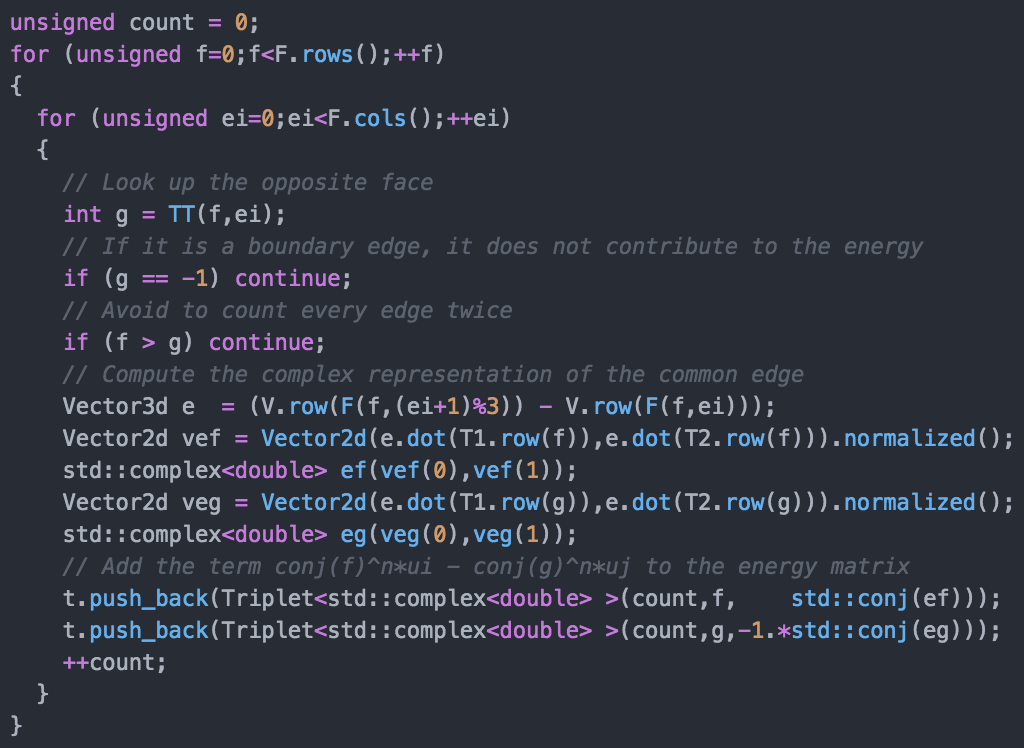 unsigned count = 0;
for (unsigned f=0;f<F.rows();++f)
{
  for (unsigned ei=0;ei<F.cols();++ei)
  {
    // Look up the opposite face
    int g = TT(f,ei);
    // If it is a boundary edge, it does not contribute to the energy
    if (g == -1) continue;
    // Avoid to count every edge twice
    if (f > g) continue;
    // Compute the complex representation of the common edge
    Vector3d e  = (V.row(F(f,(ei+1)%3)) - V.row(F(f,ei)));
    Vector2d vef = Vector2d(e.dot(T1.row(f)),e.dot(T2.row(f))).normalized();
    std::complex<double> ef(vef(0),vef(1));
    Vector2d veg = Vector2d(e.dot(T1.row(g)),e.dot(T2.row(g))).normalized();
    std::complex<double> eg(veg(0),veg(1));
    // Add the term conj(f)^n*ui - conj(g)^n*uj to the energy matrix
    t.push_back(Triplet<std::complex<double> >(count,f,    std::conj(ef)));
    t.push_back(Triplet<std::complex<double> >(count,g,-1.*std::conj(eg)));
    ++count;
  }
}